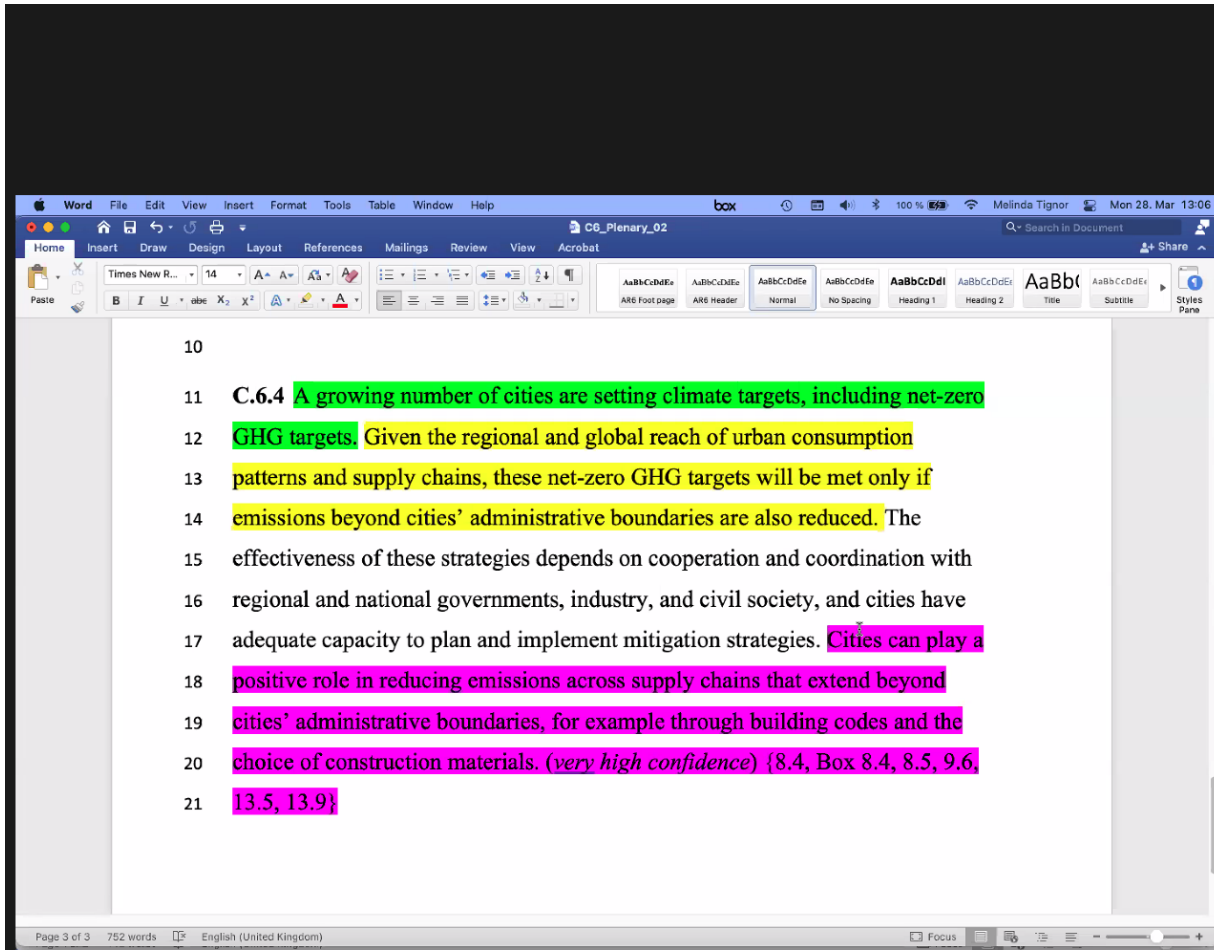 Word File Edit View Insert Format Tools Table Window Help box 100 % Melinda Tignor Mon 28. Mar 13:06
C6_Plenary_02 Search in Document
Home Insert Draw Design Layout References Mailings Review View Acrobat Share
Times New R... 14 A A Aa A
Paste B I U abc X₂ X² A A
AaBbCcDdEe AaBbCcDdEe AaBbCcDdEe AaBbCcDdEe AaBbCcDdI AaBbCcDdEe AaBb( AaBbCcDdEe
AR6 Foot page AR6 Header Normal No Spacing Heading 1 Heading 2 Title Subtitle Styles Pane
10
11 C.6.4 A growing number of cities are setting climate targets, including net-zero
12 GHG targets. Given the regional and global reach of urban consumption
13 patterns and supply chains, these net-zero GHG targets will be met only if
14 emissions beyond cities’ administrative boundaries are also reduced. The
15 effectiveness of these strategies depends on cooperation and coordination with
16 regional and national governments, industry, and civil society, and cities have
17 adequate capacity to plan and implement mitigation strategies. Cities can play a
18 positive role in reducing emissions across supply chains that extend beyond
19 cities’ administrative boundaries, for example through building codes and the
20 choice of construction materials. (very high confidence) {8.4, Box 8.4, 8.5, 9.6,
21 13.5, 13.9}
Page 3 of 3 752 words English (United Kingdom) Focus